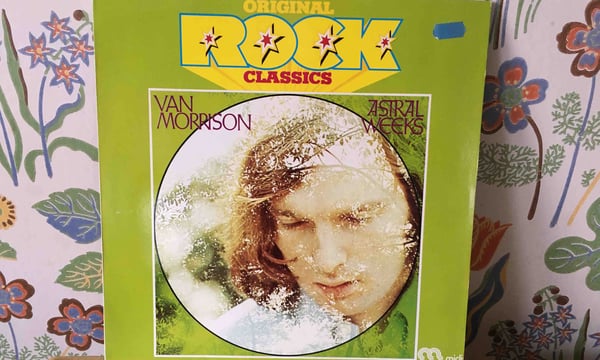 ORIGINAL
ROCK
CLASSICS
VAN
MORRISON
ASTRAL
WEEKS
midi